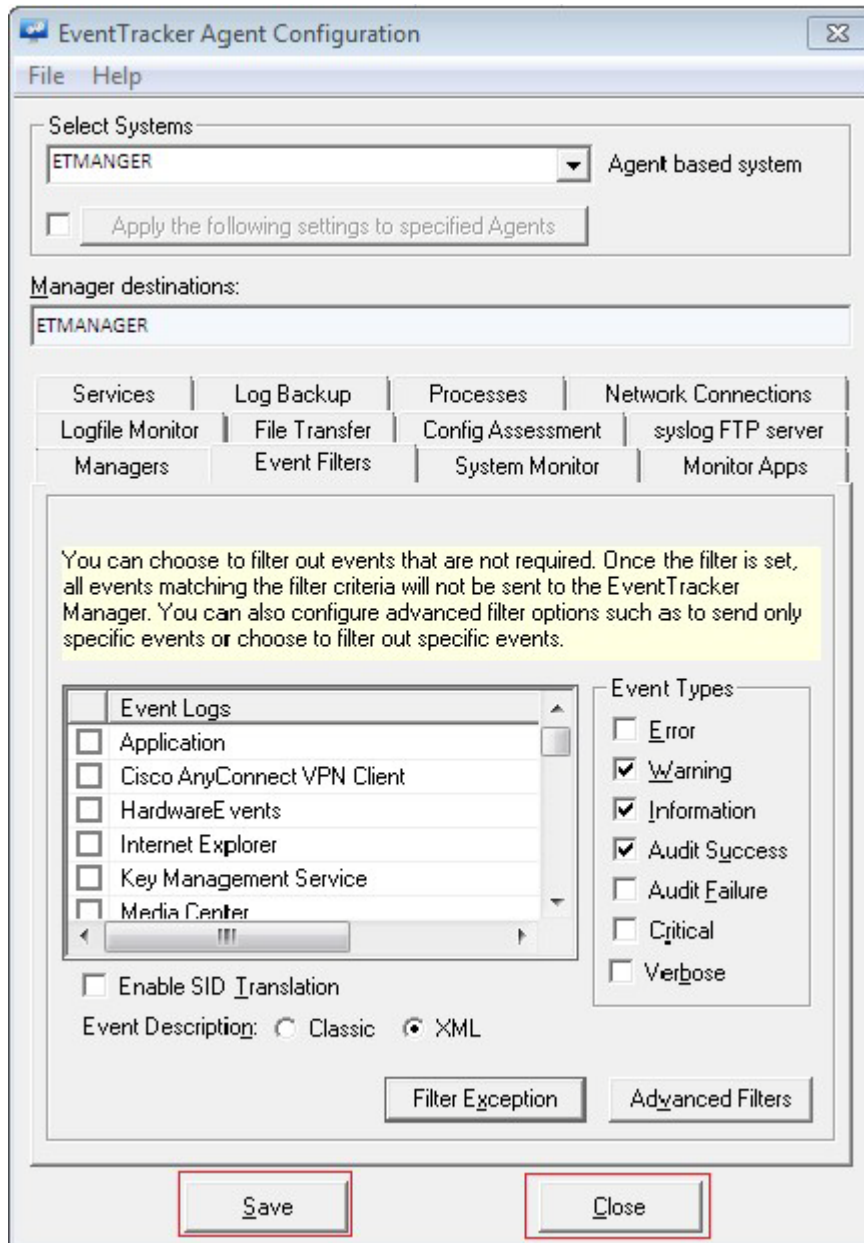 EventTracker Agent Configuration
File Help
Select Systems
ETMANGER
Agent based system
Apply the following settings to specified Agents
Manager destinations:
ETMANAGER
Services Log Backup Processes Network Connections
Logfile Monitor File Transfer Config Assessment syslog FTP server
Managers Event Filters System Monitor Monitor Apps
You can choose to filter out events that are not required. Once the filter is set,
all events matching the filter criteria will not be sent to the EventTracker
Manager. You can also configure advanced filter options such as to send only
specific events or choose to filter out specific events.
Event Logs
Application
Cisco AnyConnect VPN Client
HardwareEvents
Internet Explorer
Key Management Service
Media Center
Event Types
Error
Warning
Information
Audit Success
Audit Failure
Critical
Verbose
Enable SID Translation
Event Description: Classic XML
Filter Exception Advanced Filters
Save Close